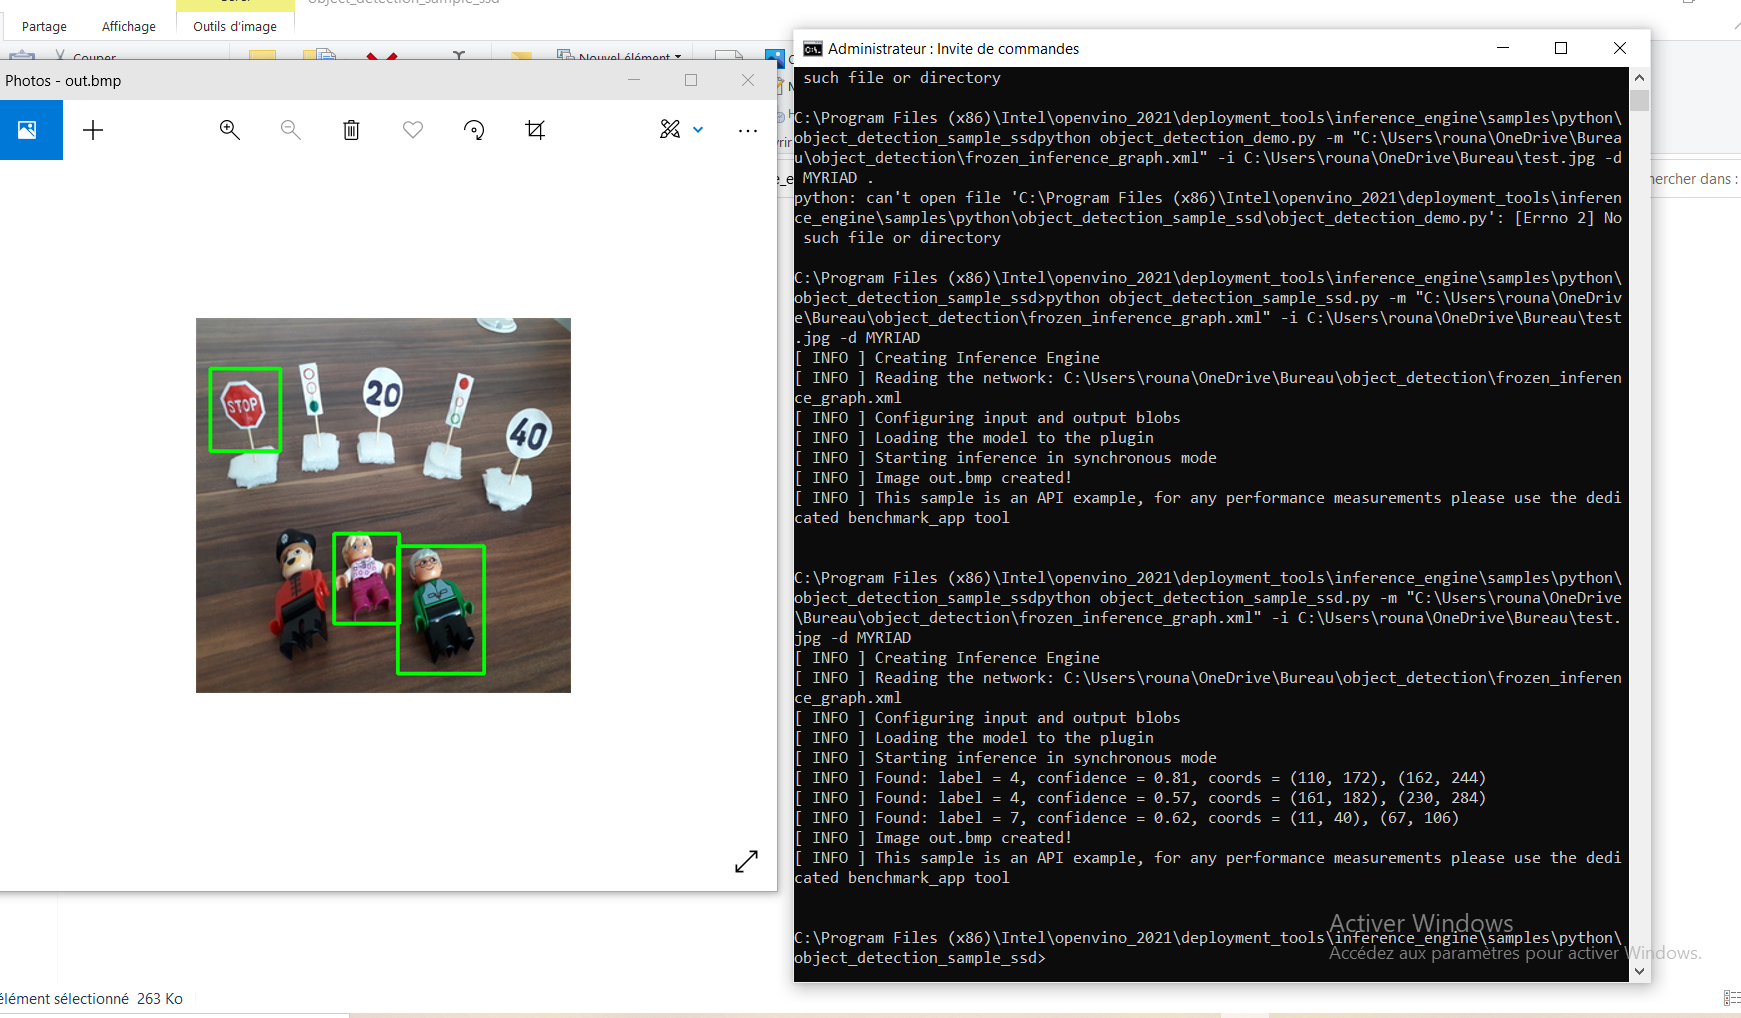 Partage
Affichage
Outils d'image
Couper
Nouvel élément
Photos - out.bmp
STOP
20
40
Administrateur : Invite de commandes
 such file or directory
C:\Program Files (x86)\Intel\openvino_2021\deployment_tools\inference_engine\samples\python\
object_detection_sample_ssdpython object_detection_demo.py -m "C:\Users\rouna\OneDrive\Burea
u\object_detection\frozen_inference_graph.xml" -i C:\Users\rouna\OneDrive\Bureau\test.jpg -d
 MYRIAD .
python: can't open file 'C:\Program Files (x86)\Intel\openvino_2021\deployment_tools\inferen
ce_engine\samples\python\object_detection_sample_ssd\object_detection_demo.py': [Errno 2] No
 such file or directory
C:\Program Files (x86)\Intel\openvino_2021\deployment_tools\inference_engine\samples\python\
object_detection_sample_ssd>python object_detection_sample_ssd.py -m "C:\Users\rouna\OneDriv
e\Bureau\object_detection\frozen_inference_graph.xml" -i C:\Users\rouna\OneDrive\Bureau\test
.jpg -d MYRIAD
[ INFO ] Creating Inference Engine
[ INFO ] Reading the network: C:\Users\rouna\OneDrive\Bureau\object_detection\frozen_inferen
ce_graph.xml
[ INFO ] Configuring input and output blobs
[ INFO ] Loading the model to the plugin
[ INFO ] Starting inference in synchronous mode
[ INFO ] Image out.bmp created!
[ INFO ] This sample is an API example, for any performance measurements please use the dedi
cated benchmark_app tool
C:\Program Files (x86)\Intel\openvino_2021\deployment_tools\inference_engine\samples\python\
object_detection_sample_ssdpython object_detection_sample_ssd.py -m "C:\Users\rouna\OneDrive
\Bureau\object_detection\frozen_inference_graph.xml" -i C:\Users\rouna\OneDrive\Bureau\test.
jpg -d MYRIAD
[ INFO ] Creating Inference Engine
[ INFO ] Reading the network: C:\Users\rouna\OneDrive\Bureau\object_detection\frozen_inferen
ce_graph.xml
[ INFO ] Configuring input and output blobs
[ INFO ] Loading the model to the plugin
[ INFO ] Starting inference in synchronous mode
[ INFO ] Found: label = 4, confidence = 0.81, coords = (110, 172), (162, 244)
[ INFO ] Found: label = 4, confidence = 0.57, coords = (161, 182), (230, 284)
[ INFO ] Found: label = 7, confidence = 0.62, coords = (11, 40), (67, 106)
[ INFO ] Image out.bmp created!
[ INFO ] This sample is an API example, for any performance measurements please use the dedi
cated benchmark_app tool
C:\Program Files (x86)\Intel\openvino_2021\deployment_tools\inference_engine\samples\python\
object_detection_sample_ssd>
hercher dans :
Activer Windows
Accédez aux paramètres pour activer Windows.
élément sélectionné 263 Ko